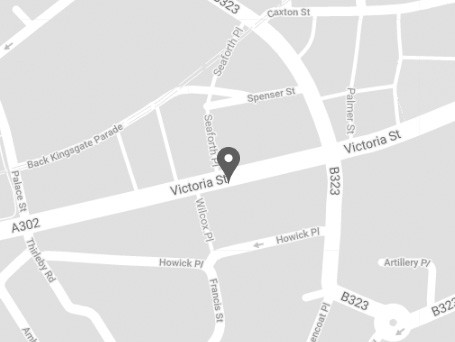 B323
Caxton St
Seaforth Pl
Spenser St
Palmer St
Seaforth Pl
Back Kingsgate Parade
Victoria St
Palace St
Victoria St
B323
Wilcox Pl
A302
Howick Pl
Thirleby Rd
Howick Pl
Artillery Pl
Francis St
B323
B323